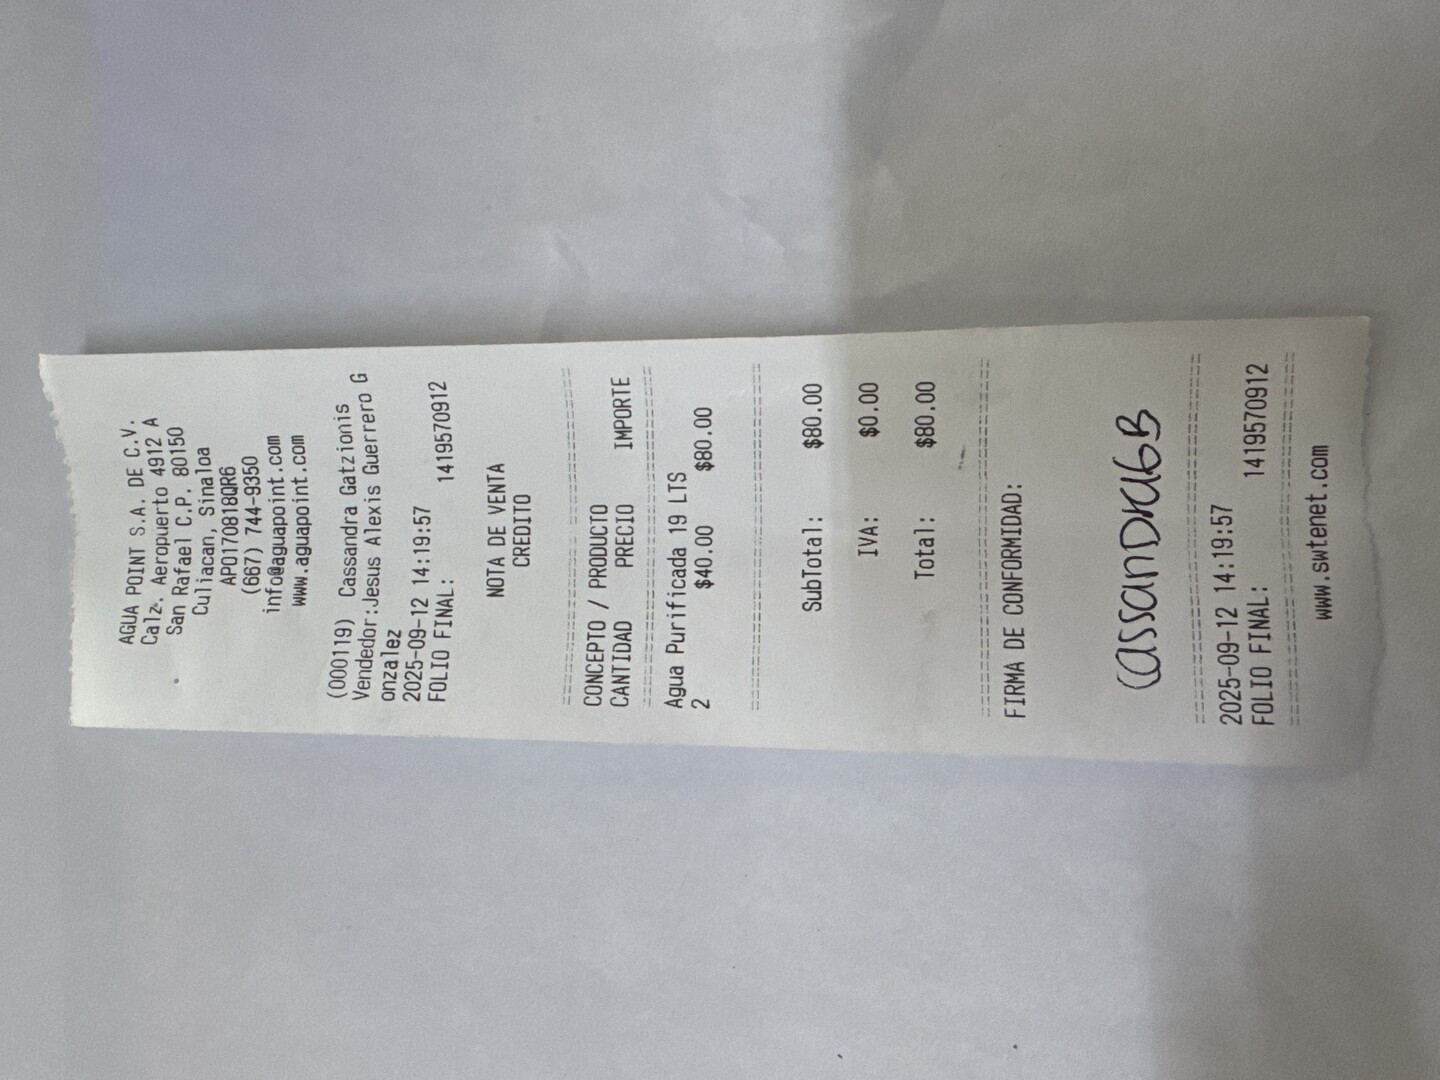 AGUA POINT S.A. DE C.V.
Calz. Aeropuerto 4912 A
San Rafael C.P. 80150
Culiacan, Sinaloa
APO170818QR6
(667) 744-9350
info@aguapoint.com
www.aguapoint.com
(000119) Cassandra Gatzionis
Vendedor:Jesus Alexis Guerrero G
onzalez
2025-09-12 14:19:57
FOLIO FINAL: 1419570912
NOTA DE VENTA
CREDITO
CONCEPTO / PRODUCTO
CANTIDAD PRECIO IMPORTE
Agua Purificada 19 LTS
2 $40.00 $80.00
SubTotal: $80.00
IVA: $0.00
Total: $80.00
FIRMA DE CONFORMIDAD:
CassandraGB
2025-09-12 14:19:57
FOLIO FINAL: 1419570912
www.swtenet.com